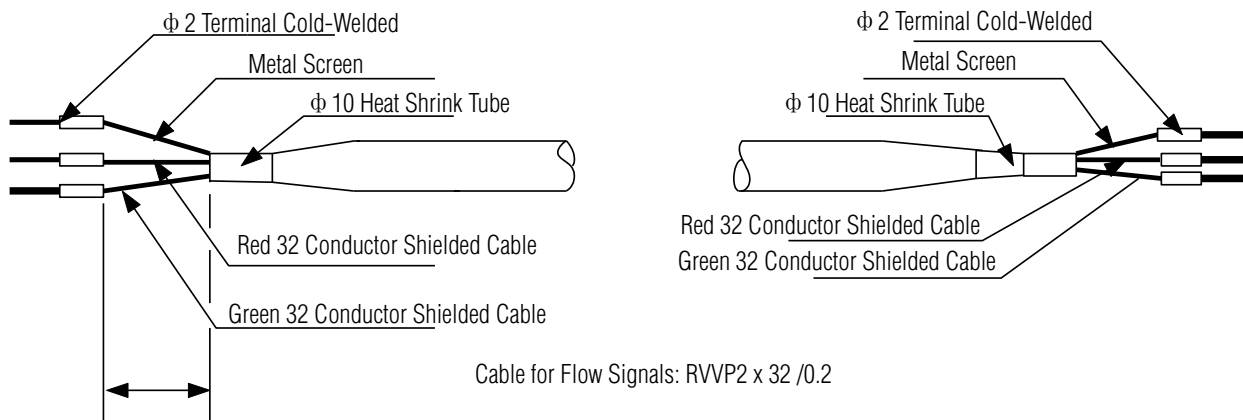 ϕ 2 Terminal Cold-Welded
Metal Screen
ϕ 10 Heat Shrink Tube
Red 32 Conductor Shielded Cable
Green 32 Conductor Shielded Cable
ϕ 2 Terminal Cold-Welded
Metal Screen
ϕ 10 Heat Shrink Tube
Red 32 Conductor Shielded Cable
Green 32 Conductor Shielded Cable
Cable for Flow Signals: RVVP2 x 32 /0.2